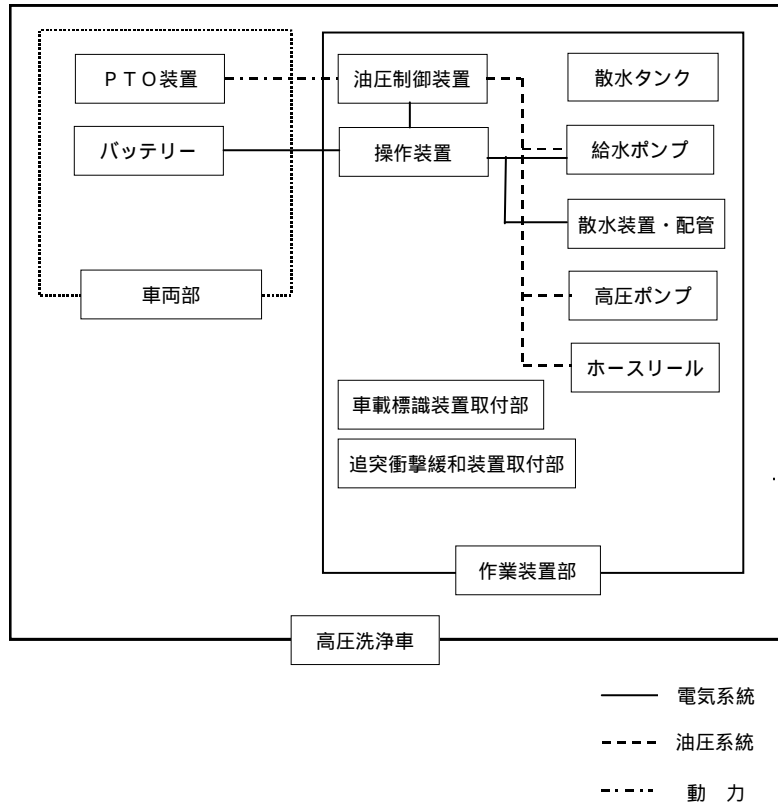 ＰＴＯ装置
油圧制御装置
散水タンク
バッテリー
操作装置
給水ポンプ
散水装置・配管
車両部
高圧ポンプ
ホースリール
車載標識装置取付部
追突衝撃緩和装置取付部
作業装置部
高圧洗浄車
電気系統
油圧系統
動　力